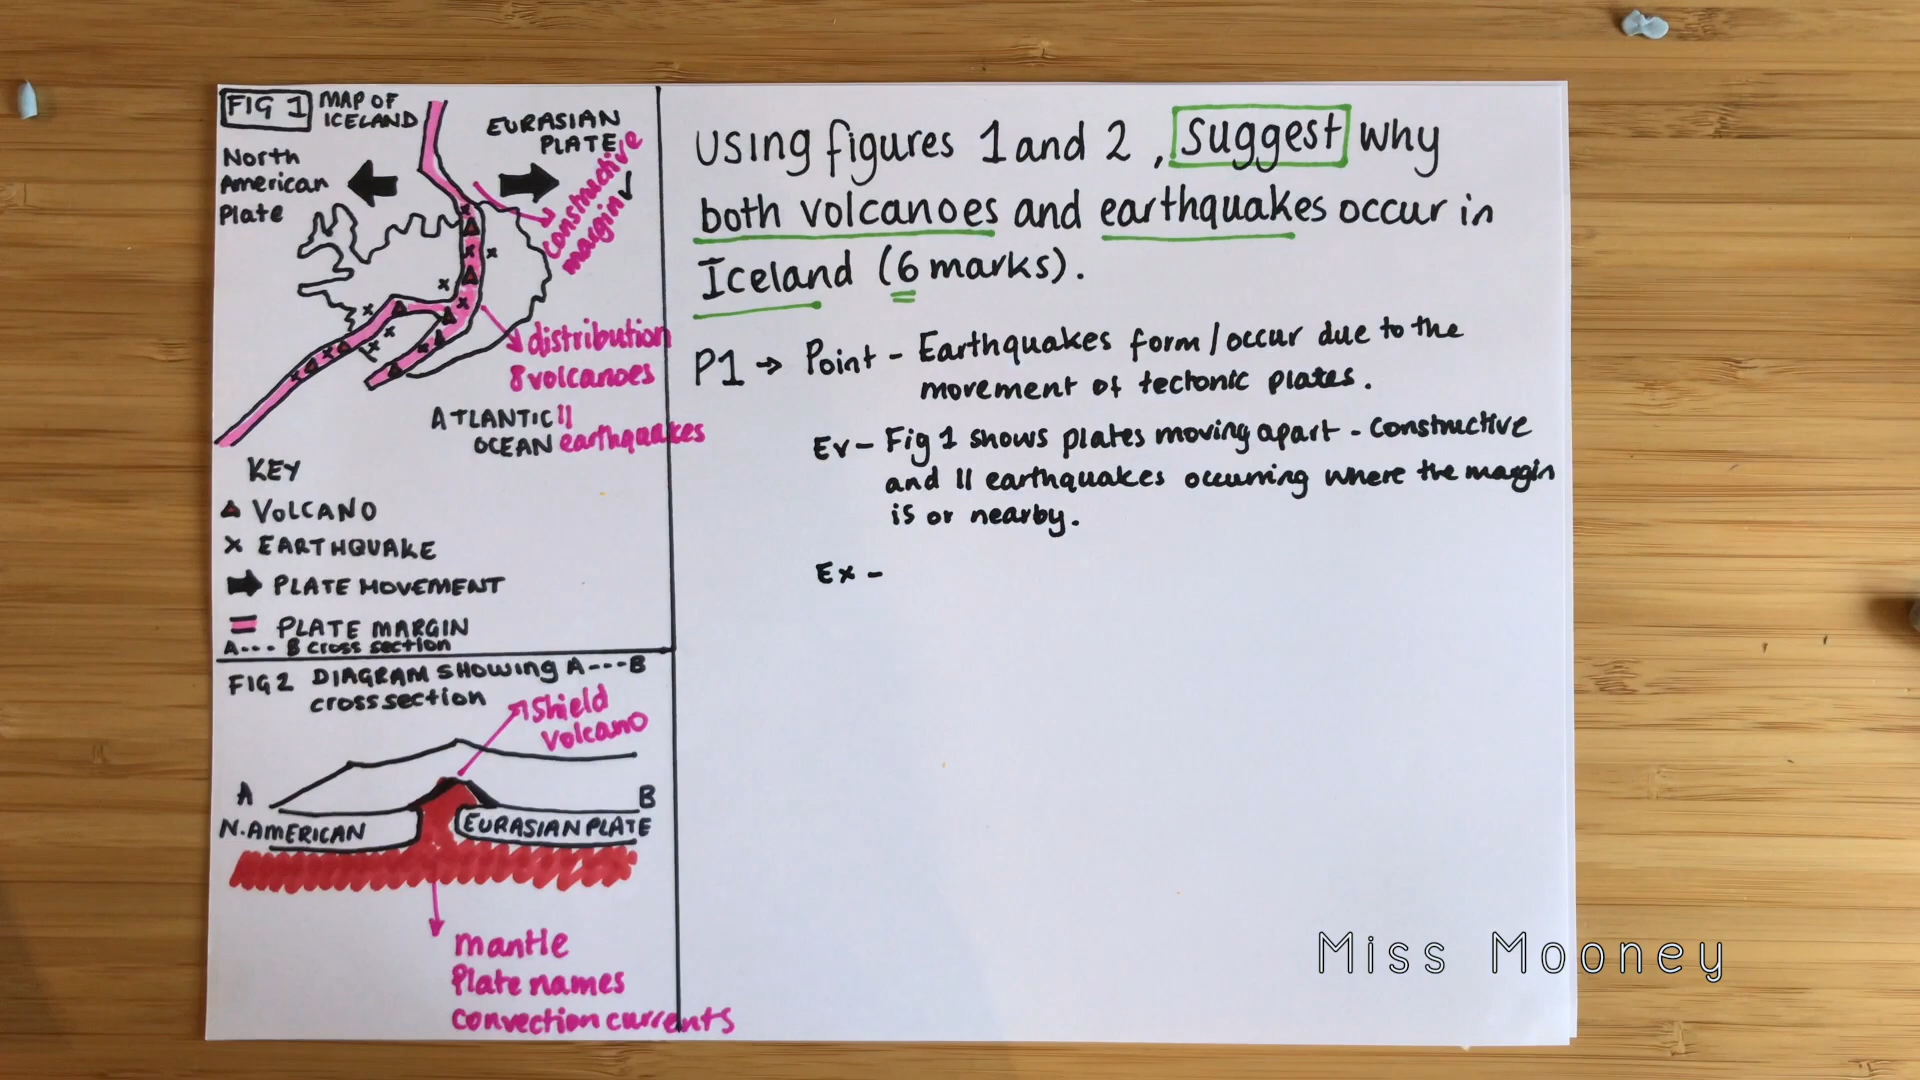 FIG 1 MAP OF
ICELAND
North
American
Plate
EURASIAN
PLATE
constructive
margin ✓
distribution
8 volcanoes
ATLANTIC 11
OCEAN earthquakes
KEY
VOLCANO
X EARTHQUAKE
PLATE MOVEMENT
PLATE MARGIN
A--- B cross section
FIG 2 DIAGRAM SHOWING A---B
cross section
Shield
Volcano
A
B
N.AMERICAN
EURASIAN PLATE
mantle
Plate names
convection currents
Using figures 1 and 2, suggest why
both volcanoes and earthquakes occur in
Iceland (6 marks).
P1 → Point - Earthquakes form/occur due to the
movement of tectonic plates.
Ev - Fig 1 shows plates moving apart - constructive
and 11 earthquakes occurring where the margin
is or nearby.
Ex -
Miss Mooney